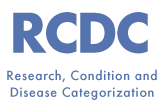 RCDC
Research, Condition and
Disease Categorization